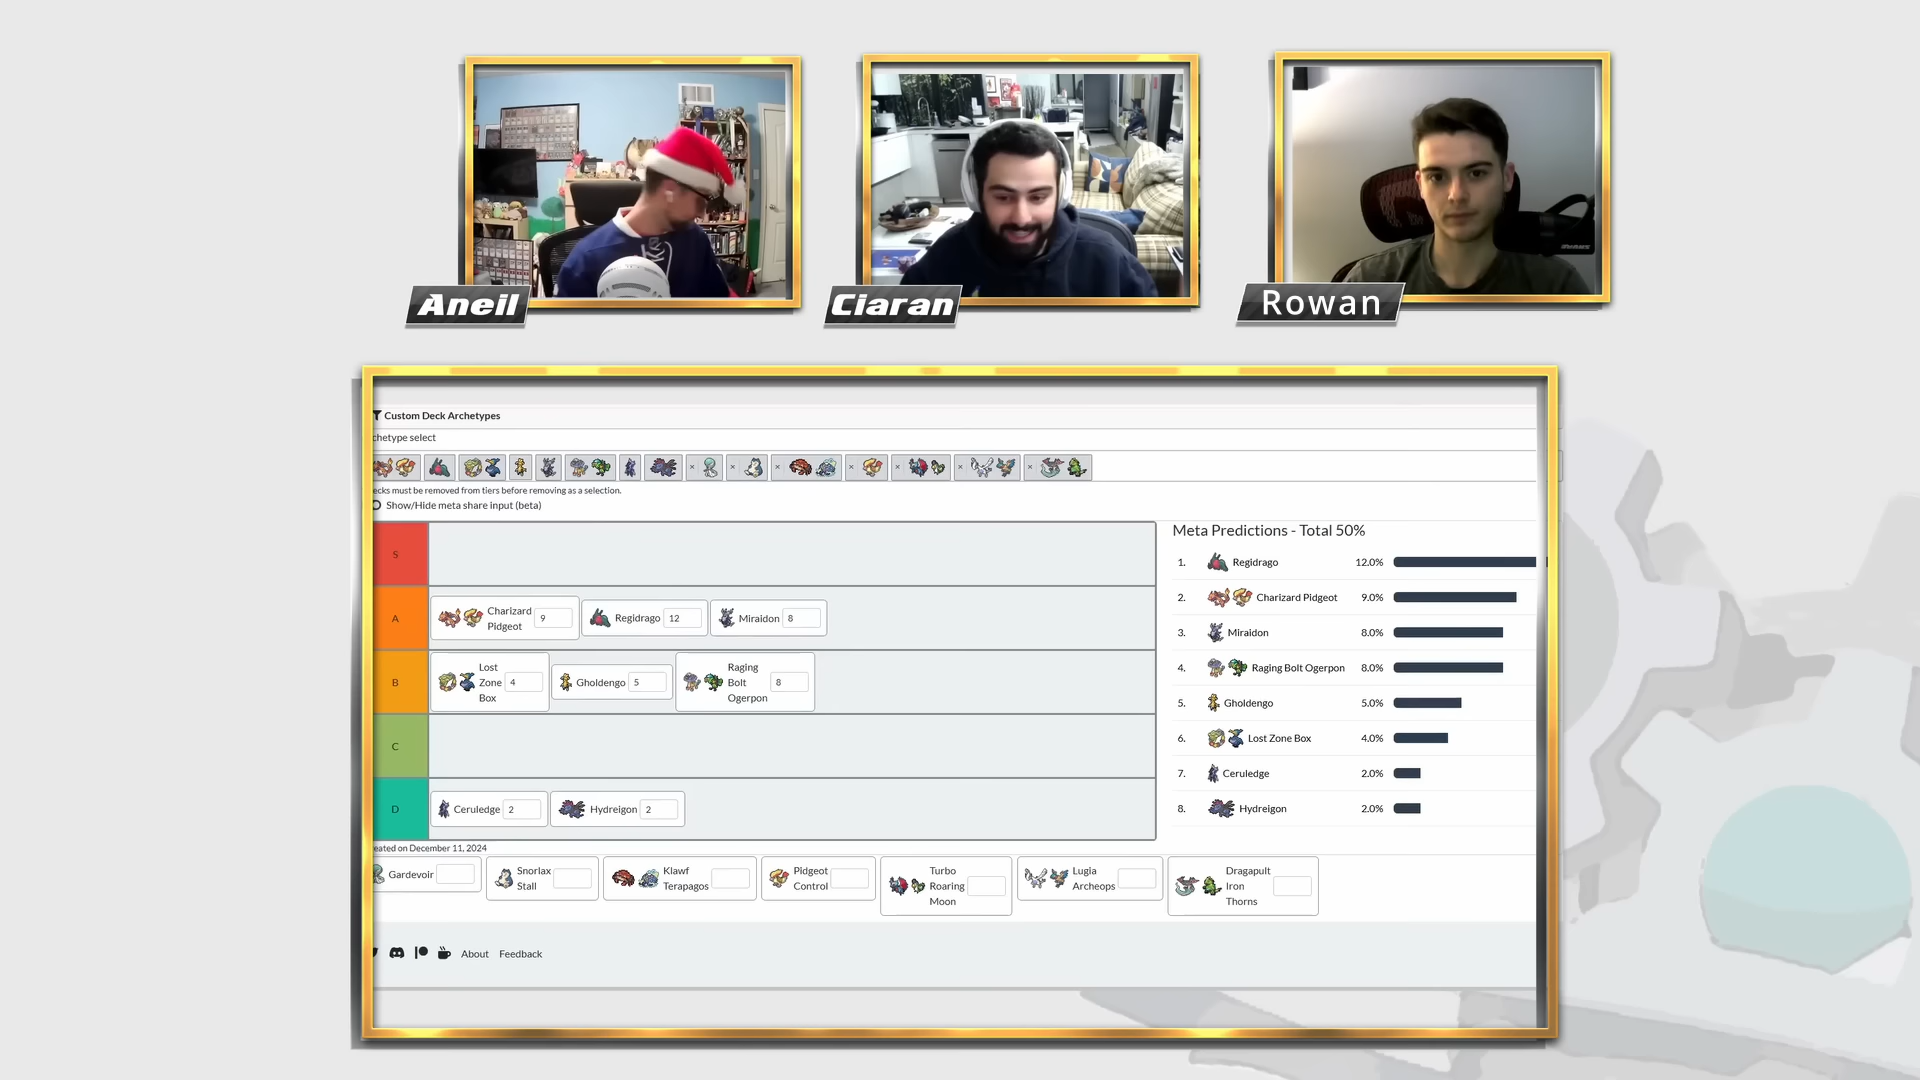 Aneil
Ciaran
Rowan
Custom Deck Archetypes
chetype select
ecks must be removed from tiers before removing as a selection.
Show/Hide meta share input (beta)
S
A
Charizard
Pidgeot
9
Regidrago 12
Miraidon 8
B
Lost
Zone
Box
4
Gholdengo 5
Raging
Bolt
Ogerpon
8
C
D
Ceruledge 2
Hydreigon 2
Meta Predictions - Total 50%
1. Regidrago 12.0%
2. Charizard Pidgeot 9.0%
3. Miraidon 8.0%
4. Raging Bolt Ogerpon 8.0%
5. Gholdengo 5.0%
6. Lost Zone Box 4.0%
7. Ceruledge 2.0%
8. Hydreigon 2.0%
eated on December 11, 2024
Gardevoir
Snorlax
Stall
Klawf
Terapagos
Pidgeot
Control
Turbo
Roaring
Moon
Lugia
Archeops
Dragapult
Iron
Thorns
About Feedback